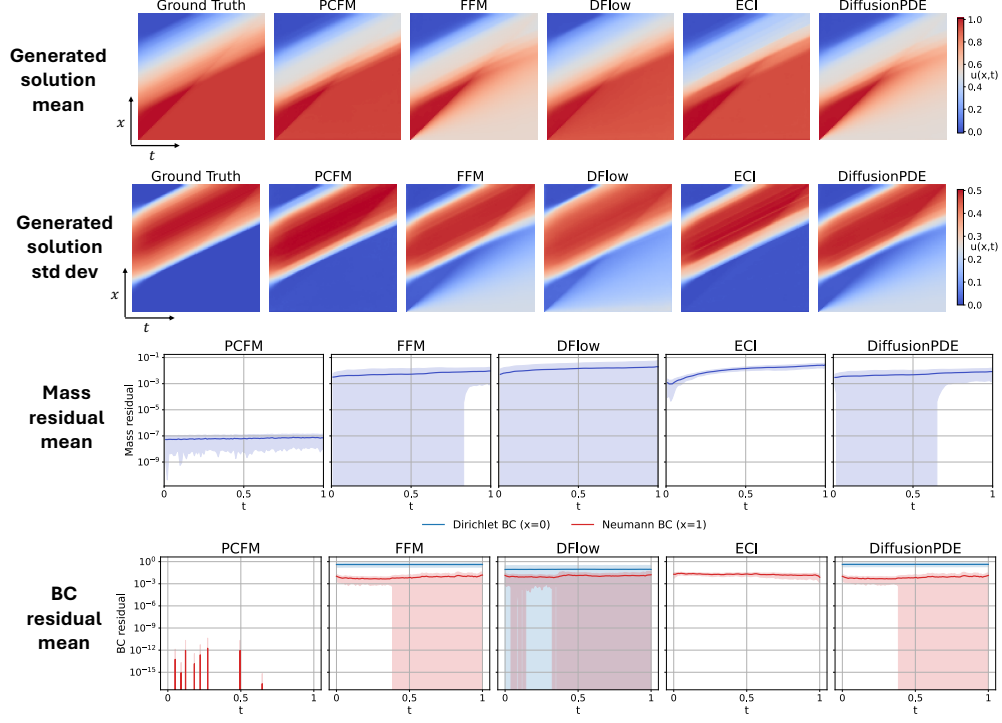 Ground Truth PCFM FFM DFlow ECI DiffusionPDE
Generated
solution
mean
x
t
1.0
0.8
0.6
u(x,t)
0.4
0.2
0.0
Ground Truth PCFM FFM DFlow ECI DiffusionPDE
Generated
solution
std dev
x
t
0.5
0.4
0.3
u(x,t)
0.2
0.1
0.0
PCFM FFM DFlow ECI DiffusionPDE
Mass
residual
mean
Mass residual
10⁻¹
10⁻³
10⁻⁵
10⁻⁷
10⁻⁹
0 0.5 1 0 0.5 1 0 0.5 1 0 0.5 1 0 0.5 1
t t t t t
Dirichlet BC (x=0) Neumann BC (x=1)
PCFM FFM DFlow ECI DiffusionPDE
BC
residual
mean
BC residual
10⁰
10⁻³
10⁻⁶
10⁻⁹
10⁻¹²
10⁻¹⁵
0 0.5 1 0 0.5 1 0 0.5 1 0 0.5 1 0 0.5 1
t t t t t